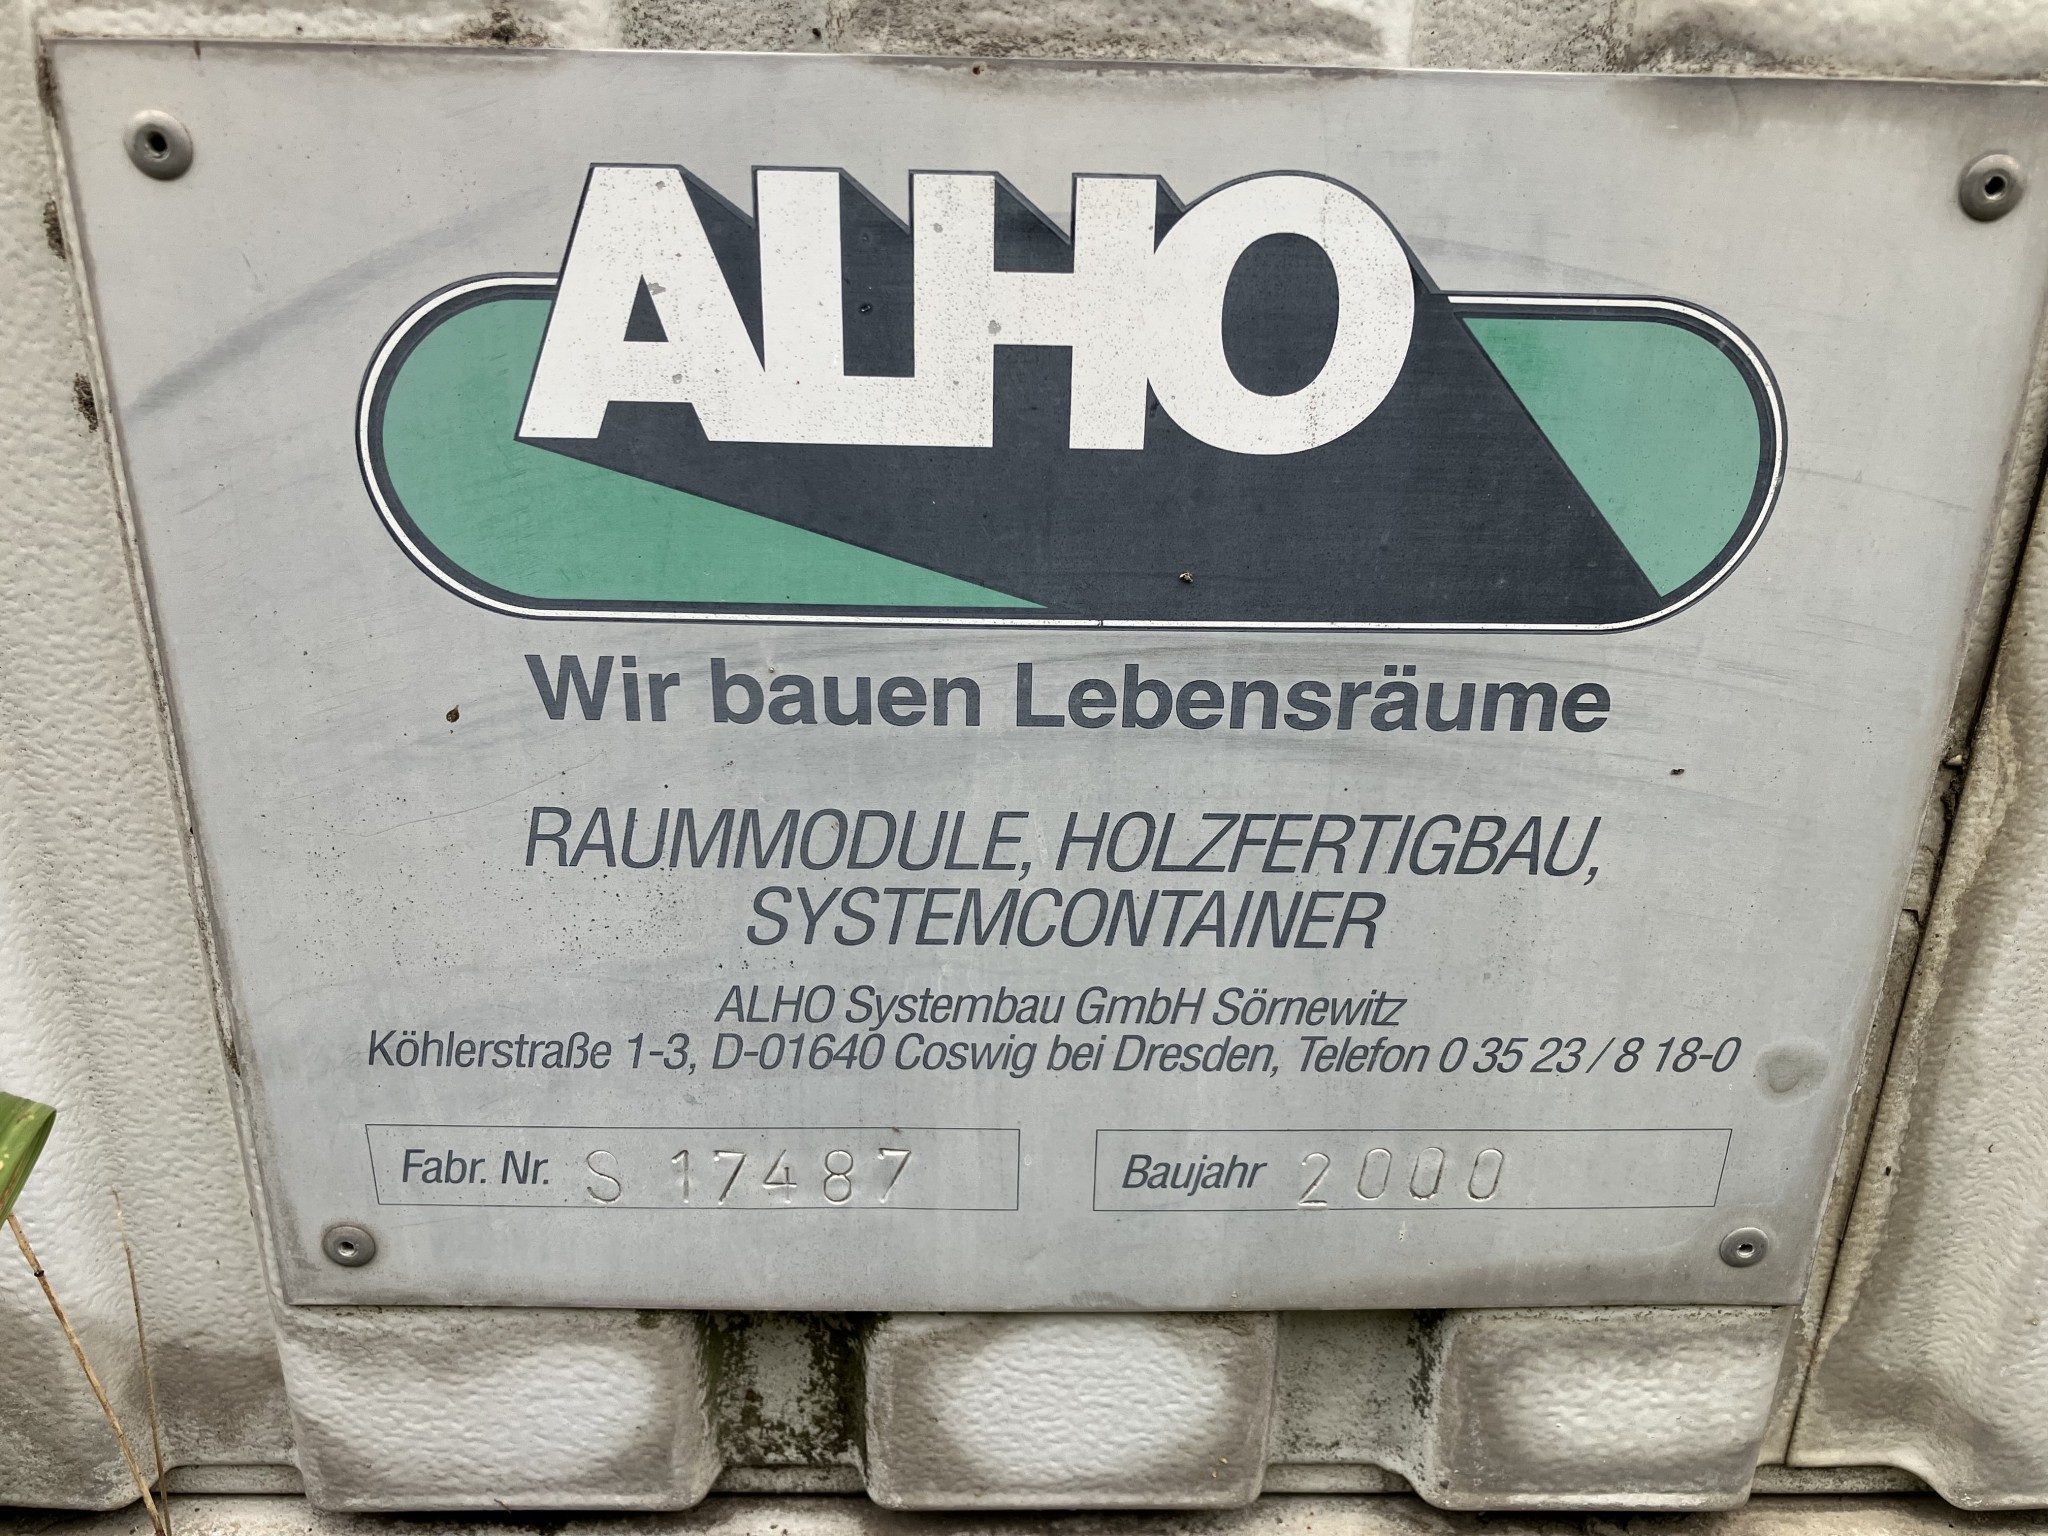 ALHO
Wir bauen Lebensräume
RAUMMODULE, HOLZFERTIGBAU,
SYSTEMCONTAINER
ALHO Systembau GmbH Sörnewitz
Köhlerstraße 1-3, D-01640 Coswig bei Dresden, Telefon 0 35 23 / 8 18-0
Fabr. Nr. S 17487
Baujahr 2000